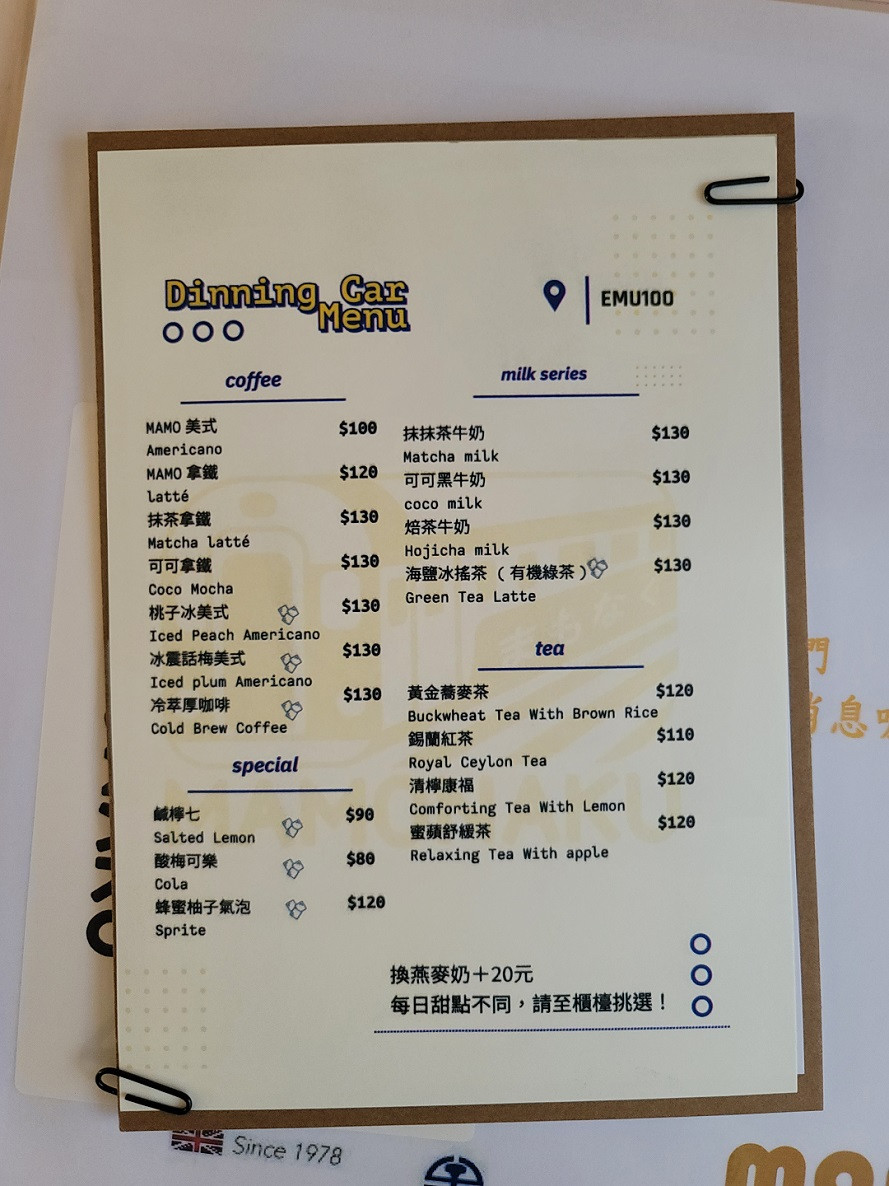 Dinning Car
Menu
EMU100
coffee
MAMO 美式 $100
Americano
MAMO 拿鐵 $120
latté
抹茶拿鐵 $130
Matcha latté
可可拿鐵 $130
Coco Mocha
桃子冰美式 $130
Iced Peach Americano
冰震話梅美式 $130
Iced plum Americano
冷萃厚咖啡 $130
Cold Brew Coffee
special
鹹檸七 $90
Salted Lemon
酸梅可樂 $80
Cola
蜂蜜柚子氣泡 $120
Sprite
milk series
抹抹茶牛奶 $130
Matcha milk
可可黑牛奶 $130
coco milk
焙茶牛奶 $130
Hojicha milk
海鹽冰搖茶（有機綠茶） $130
Green Tea Latte
tea
黃金蕎麥茶 $120
Buckwheat Tea With Brown Rice
錫蘭紅茶 $110
Royal Ceylon Tea
清檸康福 $120
Comforting Tea With Lemon
蜜蘋舒緩茶 $120
Relaxing Tea With apple
換燕麥奶＋20元
每日甜點不同，請至櫃檯挑選！
門
消息
Since 1978